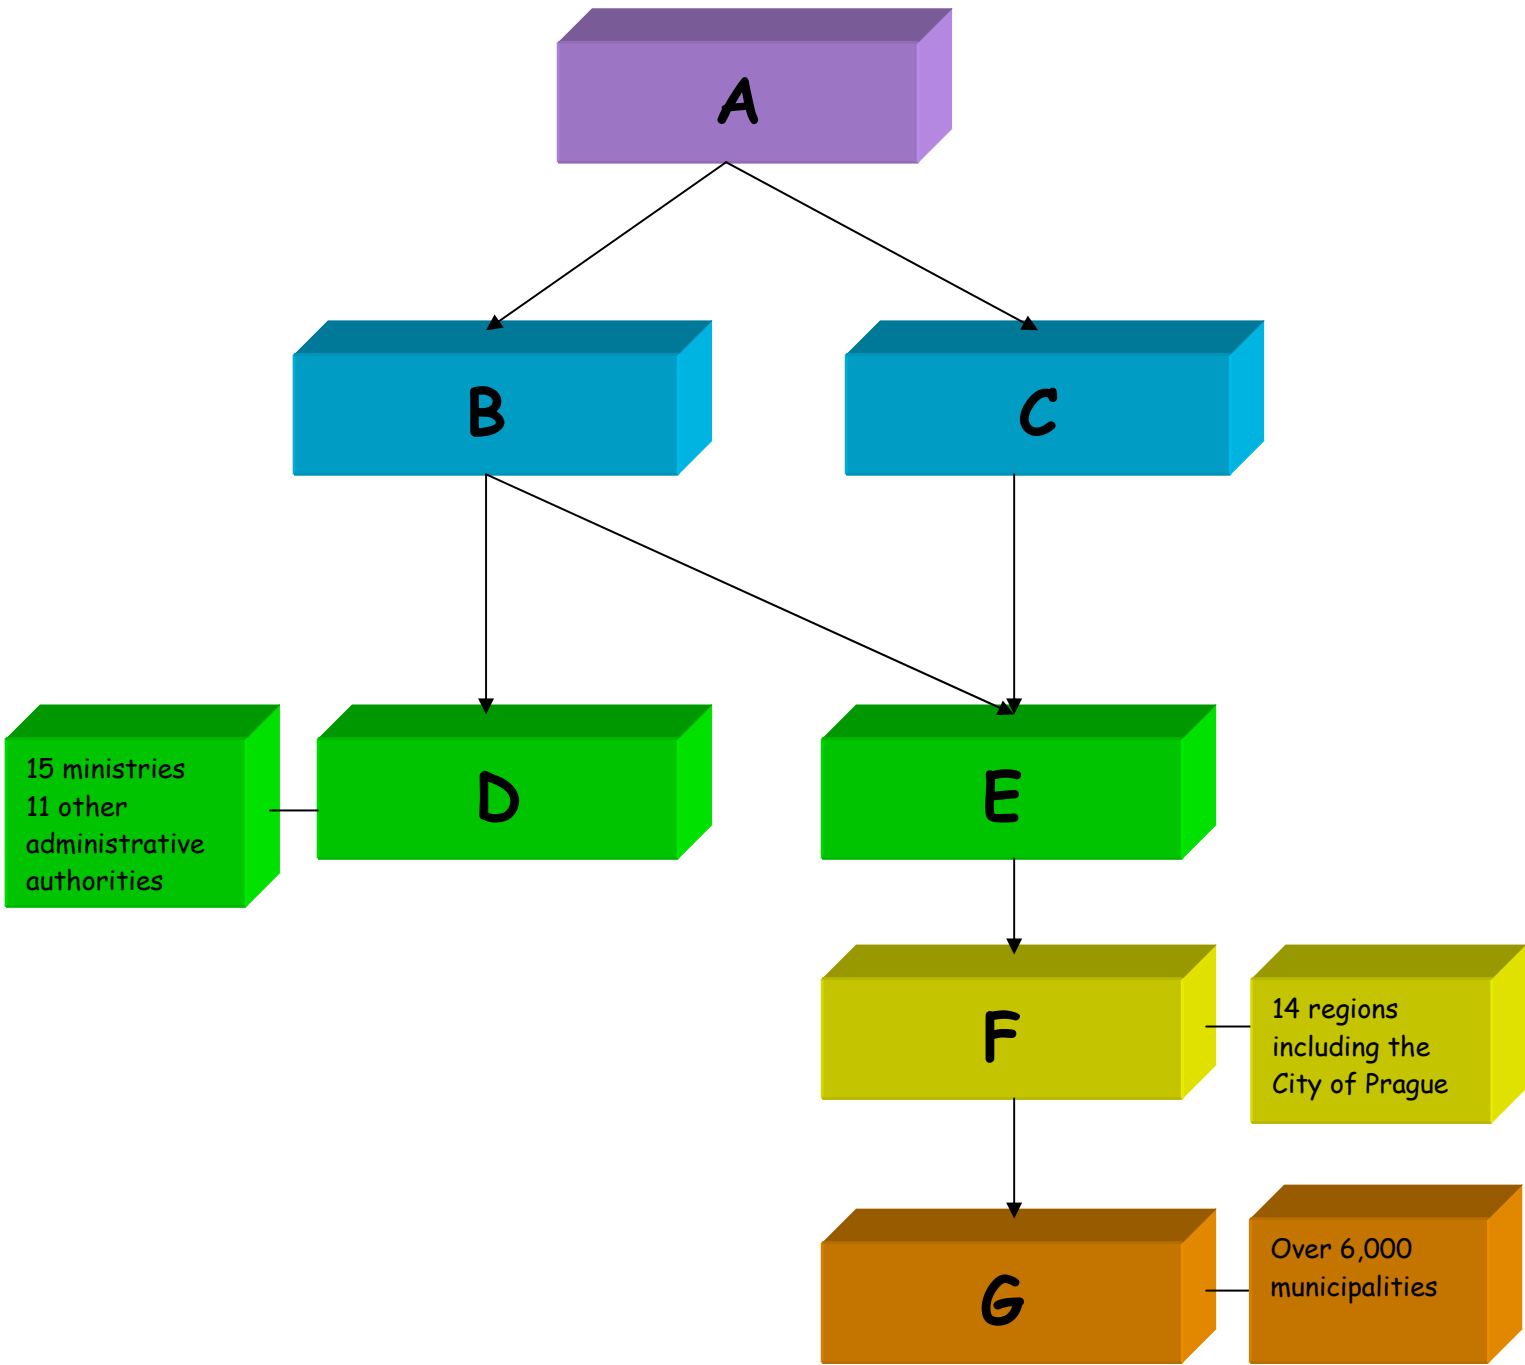 A
B
C
15 ministries
11 other
administrative
authorities
D
E
F
14 regions
including the
City of Prague
G
Over 6,000
municipalities